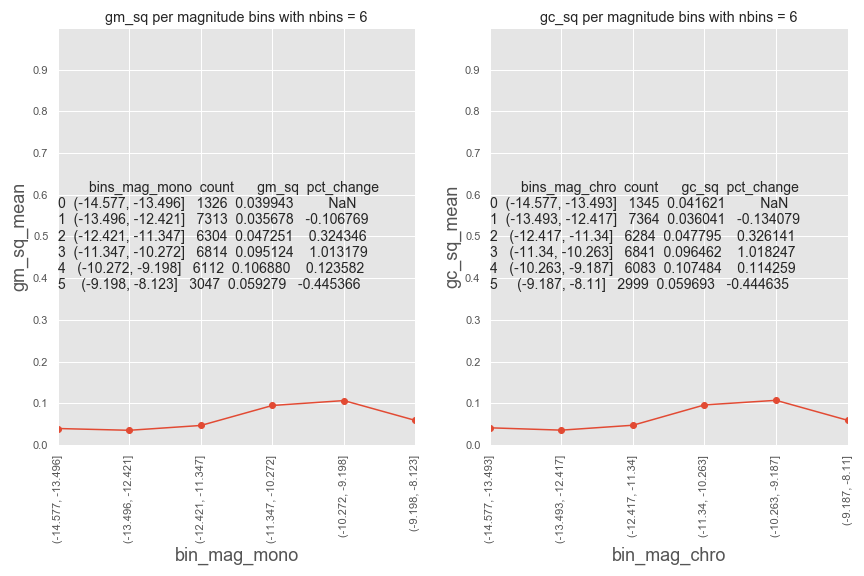 gm_sq per magnitude bins with nbins = 6
0.9
0.8
0.7
0.6
0.5
0.4
0.3
0.2
0.1
0.0
gm_sq_mean
bins_mag_mono count gm_sq pct_change
0 (-14.577, -13.496] 1326 0.039943 NaN
1 (-13.496, -12.421] 7313 0.035678 -0.106769
2 (-12.421, -11.347] 6304 0.047251 0.324346
3 (-11.347, -10.272] 6814 0.095124 1.013179
4 (-10.272, -9.198] 6112 0.106880 0.123582
5 (-9.198, -8.123] 3047 0.059279 -0.445366
(-14.577, -13.496]
(-13.496, -12.421]
(-12.421, -11.347]
(-11.347, -10.272]
(-10.272, -9.198]
(-9.198, -8.123]
bin_mag_mono
gc_sq per magnitude bins with nbins = 6
0.9
0.8
0.7
0.6
0.5
0.4
0.3
0.2
0.1
0.0
gc_sq_mean
bins_mag_chro count gc_sq pct_change
0 (-14.577, -13.493] 1345 0.041621 NaN
1 (-13.493, -12.417] 7364 0.036041 -0.134079
2 (-12.417, -11.34] 6284 0.047795 0.326141
3 (-11.34, -10.263] 6841 0.096462 1.018247
4 (-10.263, -9.187] 6083 0.107484 0.114259
5 (-9.187, -8.11] 2999 0.059693 -0.444635
(-14.577, -13.493]
(-13.493, -12.417]
(-12.417, -11.34]
(-11.34, -10.263]
(-10.263, -9.187]
(-9.187, -8.11]
bin_mag_chro